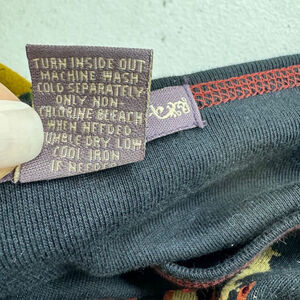 TURN INSIDE OUT
MACHINE WASH
COLD SEPARATELY
ONLY NON-
CHLORINE BLEACH
WHEN NEEDED
TUMBLE DRY LOW
COOL IRON
IF NEEDED